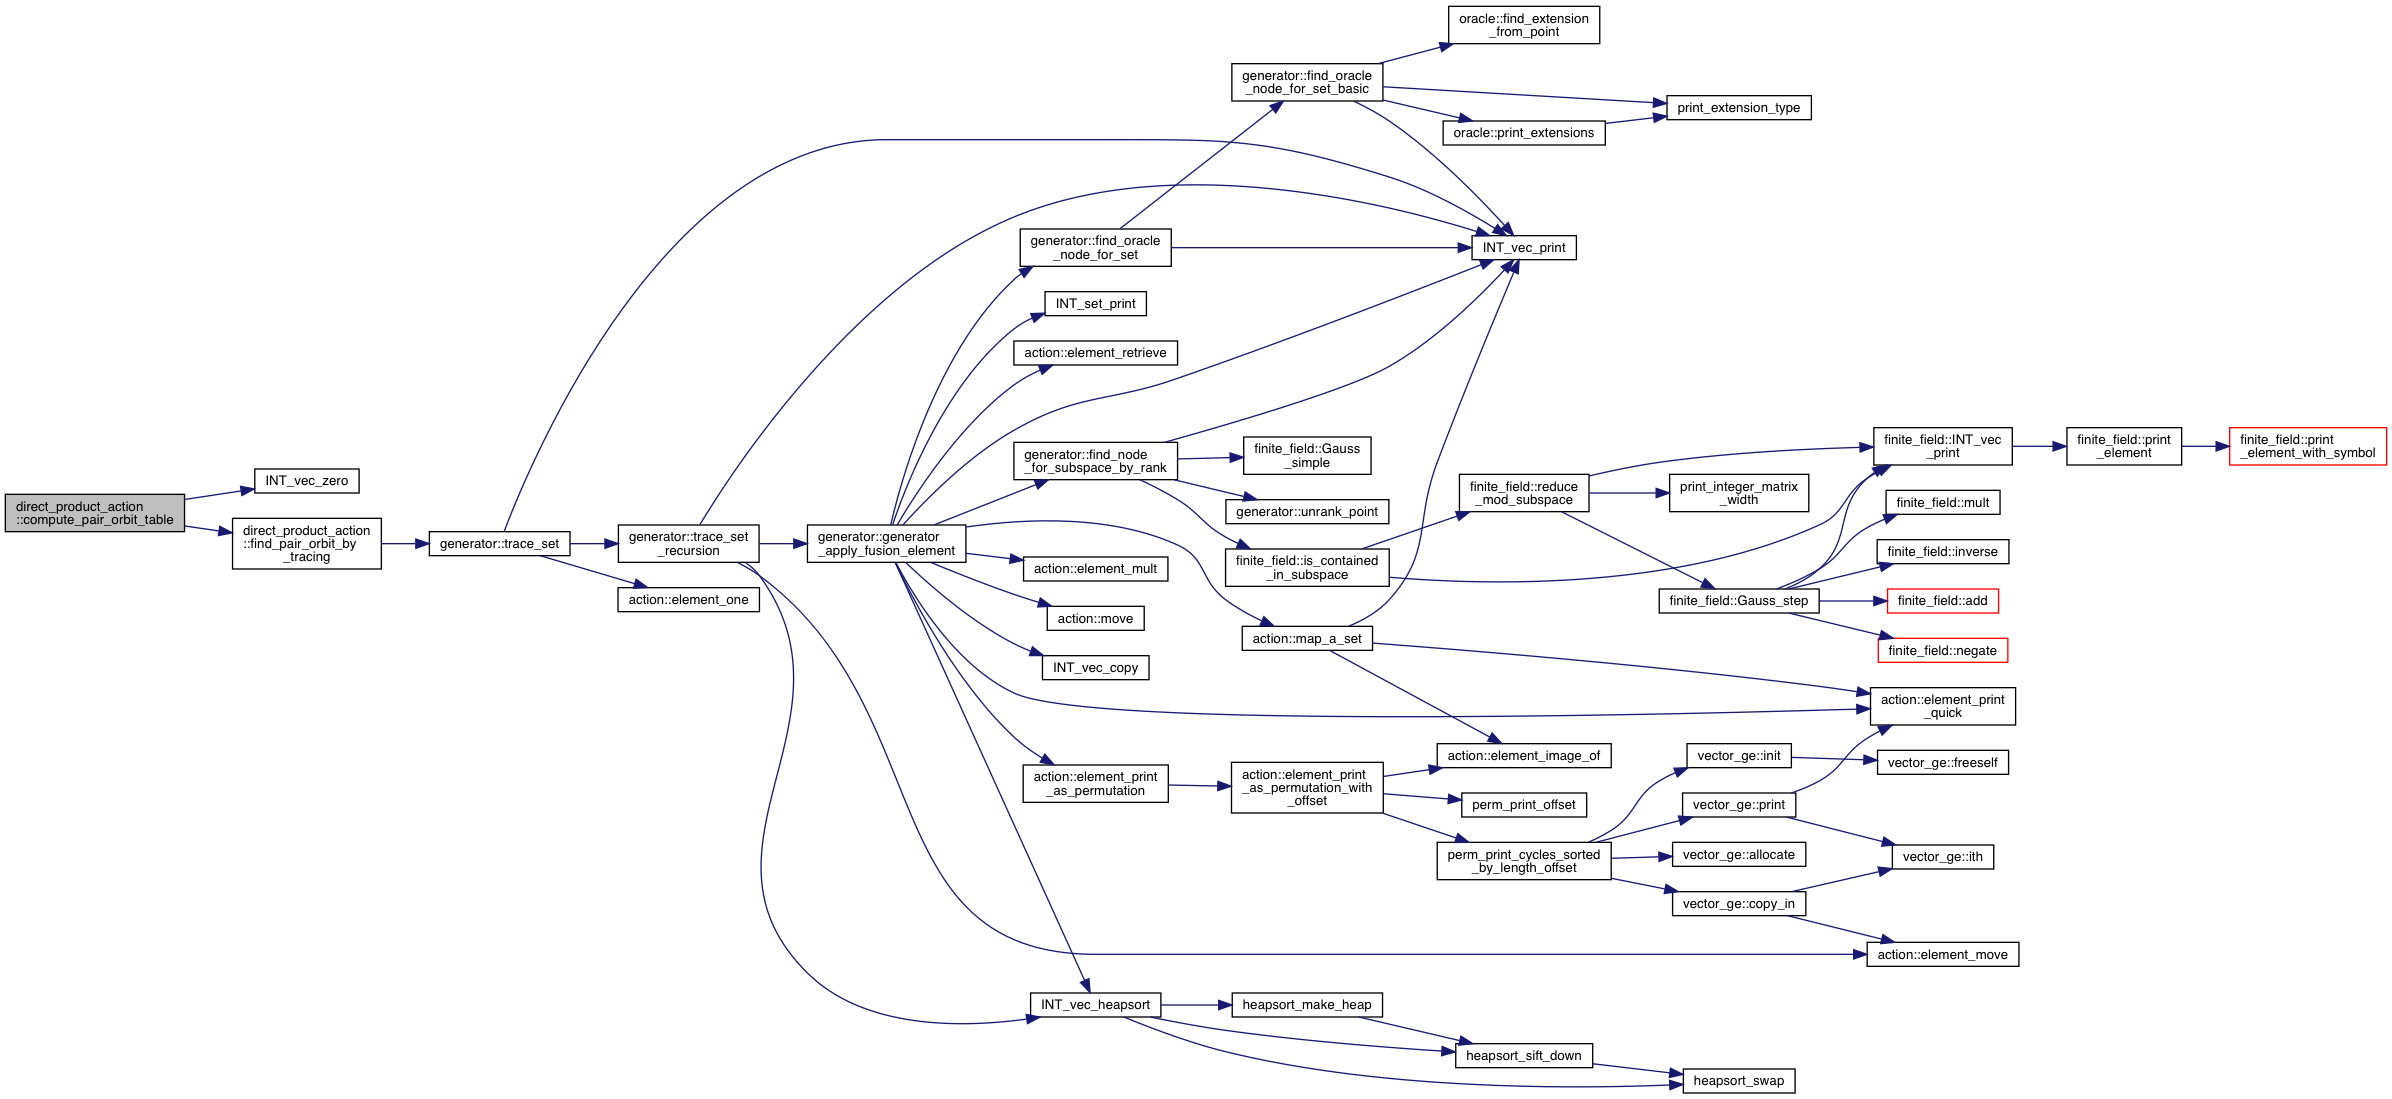 direct_product_action
::compute_pair_orbit_table
INT_vec_zero
direct_product_action
::find_pair_orbit_by
_tracing
generator::trace_set
generator::trace_set
_recursion
action::element_one
generator::generator
_apply_fusion_element
generator::find_oracle
_node_for_set
INT_set_print
action::element_retrieve
generator::find_node
_for_subspace_by_rank
action::element_mult
action::move
INT_vec_copy
action::element_print
_as_permutation
INT_vec_heapsort
generator::find_oracle
_node_for_set_basic
finite_field::Gauss
_simple
generator::unrank_point
finite_field::is_contained
_in_subspace
action::map_a_set
action::element_print
_as_permutation_with
_offset
heapsort_make_heap
oracle::find_extension
_from_point
oracle::print_extensions
INT_vec_print
finite_field::reduce
_mod_subspace
action::element_image_of
perm_print_offset
perm_print_cycles_sorted
_by_length_offset
heapsort_sift_down
print_extension_type
print_integer_matrix
_width
finite_field::Gauss_step
vector_ge::init
vector_ge::print
vector_ge::allocate
vector_ge::copy_in
heapsort_swap
finite_field::INT_vec
_print
finite_field::mult
finite_field::inverse
finite_field::add
finite_field::negate
action::element_print
_quick
vector_ge::freeself
vector_ge::ith
action::element_move
finite_field::print
_element
finite_field::print
_element_with_symbol